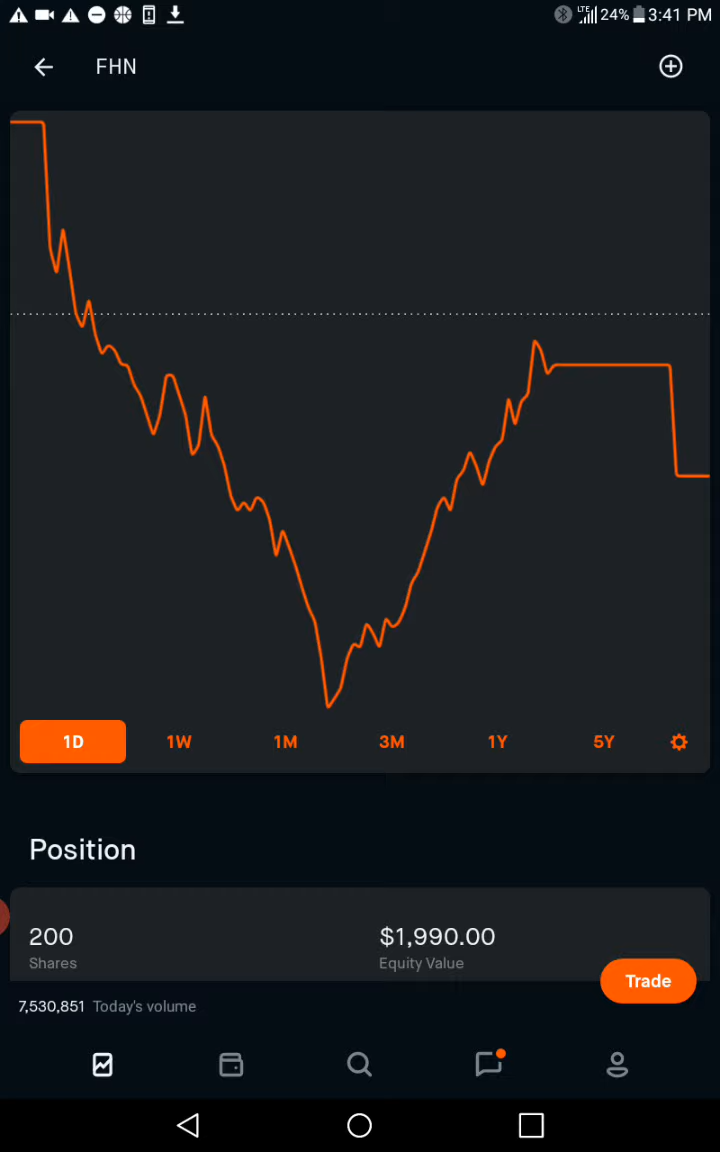 LTE 24% 3:41 PM
FHN
1D 1W 1M 3M 1Y 5Y
Position
200 $1,990.00
Shares Equity Value
Trade
7,530,851 Today's volume